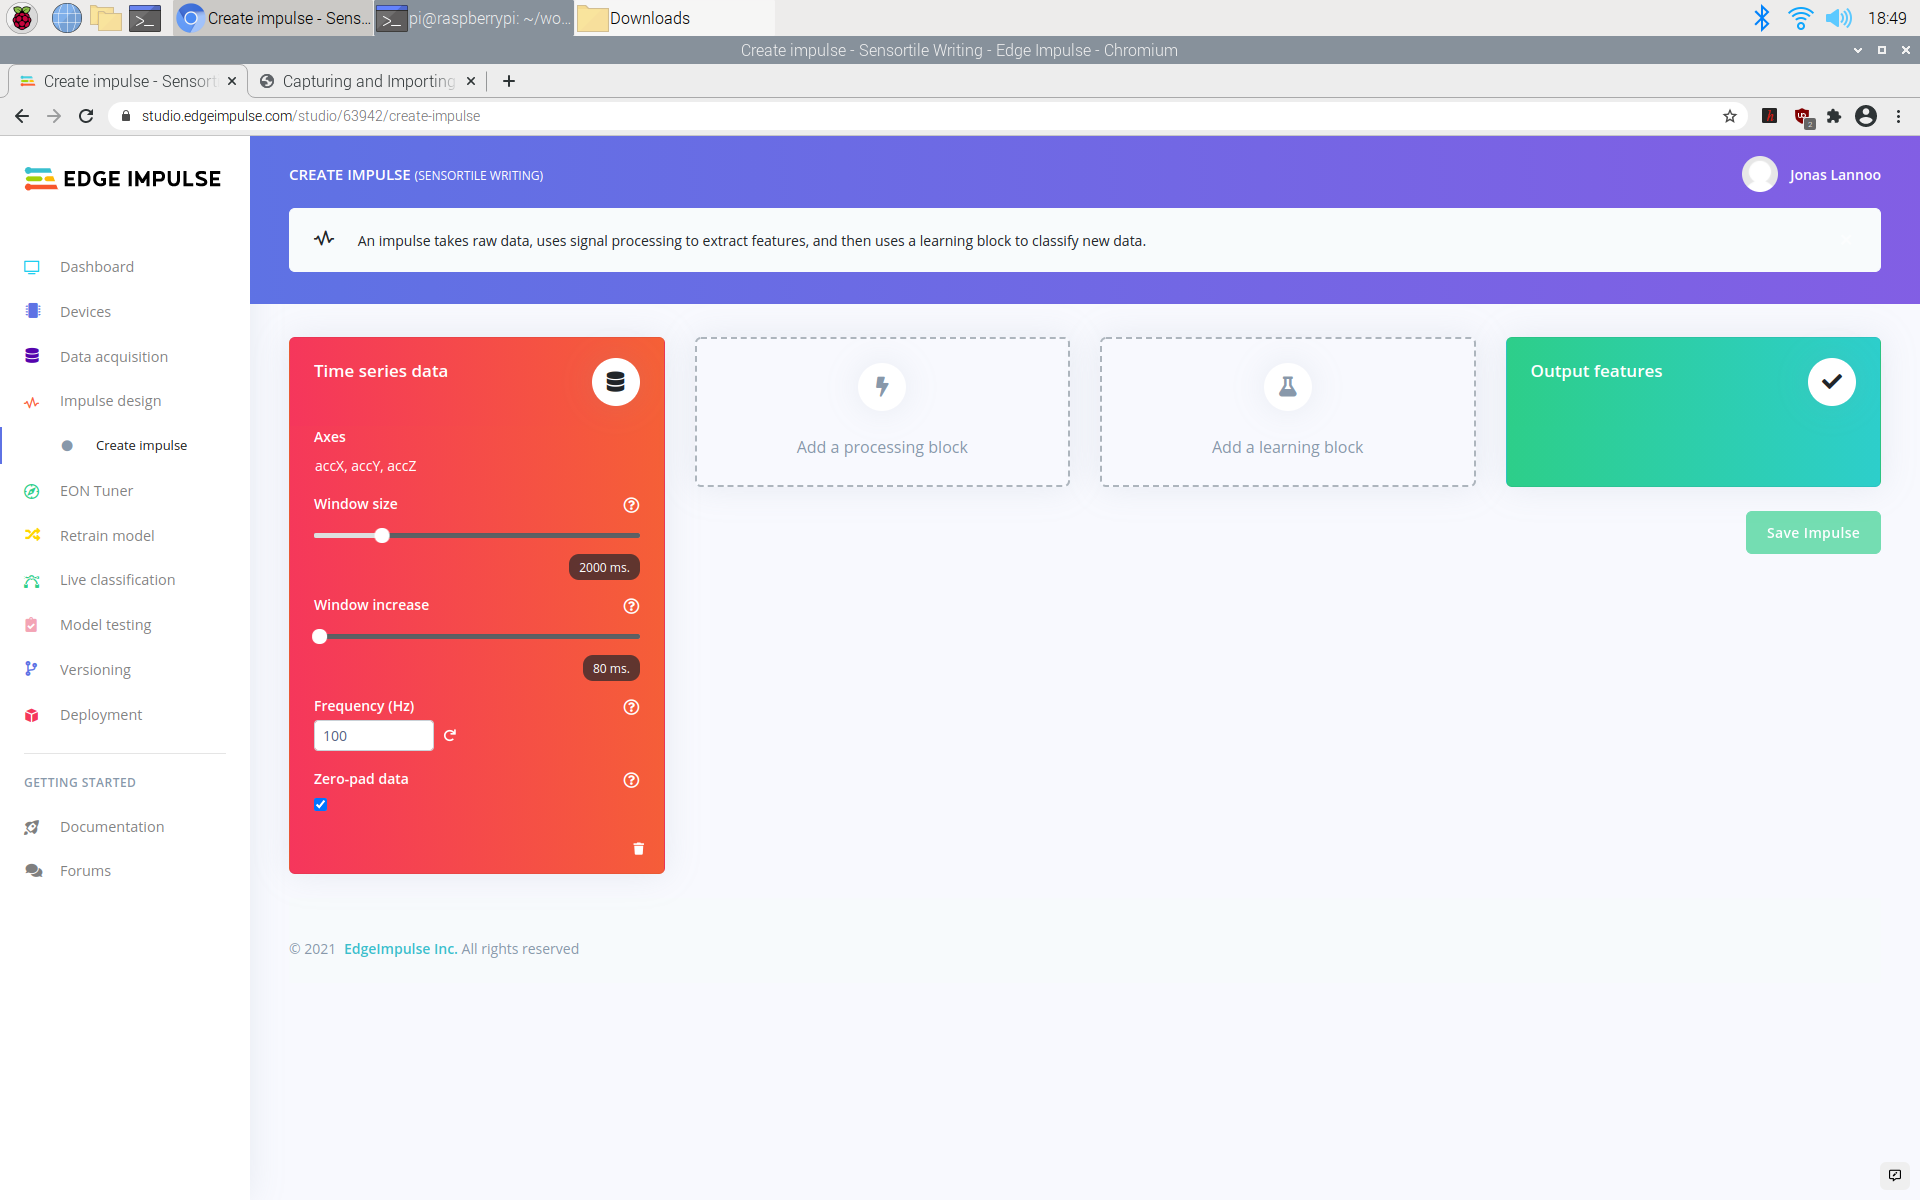 Create impulse - Sens...
pi@raspberrypi: ~/wo...
Downloads
18:49
Create impulse - Sensortile Writing - Edge Impulse - Chromium
Create impulse - Sensort
Capturing and Importing
studio.edgeimpulse.com/studio/63942/create-impulse
2
EDGE IMPULSE
Dashboard
Devices
Data acquisition
Impulse design
Create impulse
EON Tuner
Retrain model
Live classification
Model testing
Versioning
Deployment
GETTING STARTED
Documentation
Forums
CREATE IMPULSE (SENSORTILE WRITING)
Jonas Lannoo
An impulse takes raw data, uses signal processing to extract features, and then uses a learning block to classify new data.
Time series data
Axes
accX, accY, accZ
Window size
2000 ms.
Window increase
80 ms.
Frequency (Hz)
100
Zero-pad data
Add a processing block
Add a learning block
Output features
Save Impulse
© 2021 EdgeImpulse Inc. All rights reserved